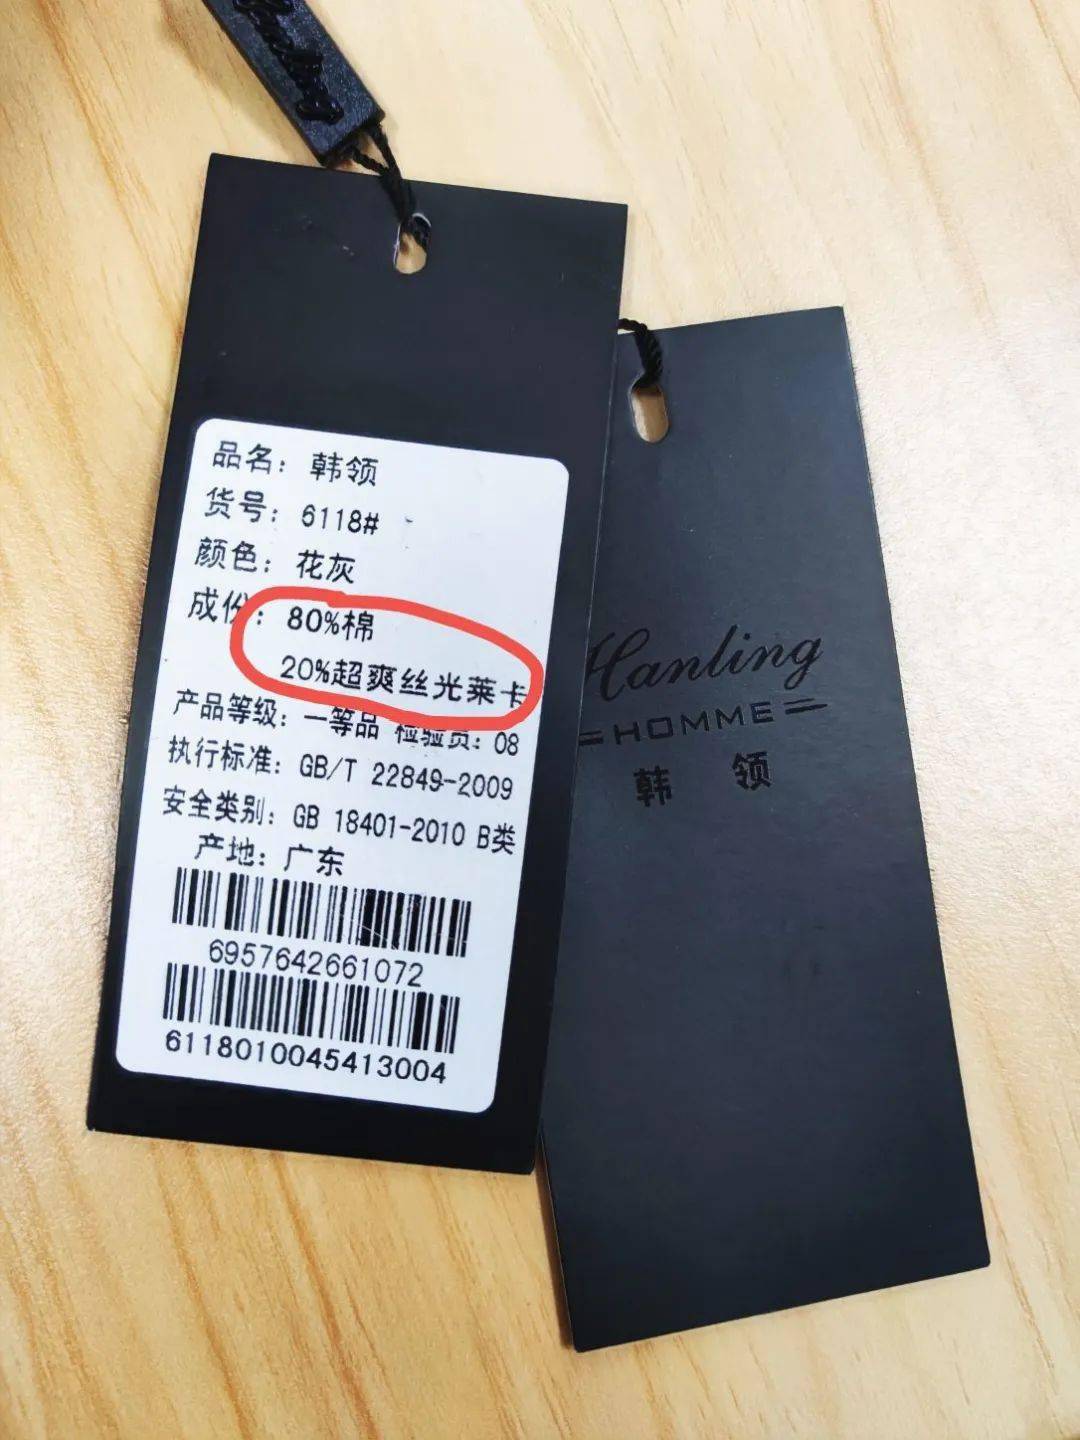 品名：韩领
货号：6118#
颜色：花灰
成份：80%棉
20%超爽丝光莱卡
产品等级：一等品 检验员：08
执行标准：GB/T 22849-2009
安全类别：GB 18401-2010 B类
产地：广东
6957642661072
6118010045413004
Hanling
HOMME
韩 领